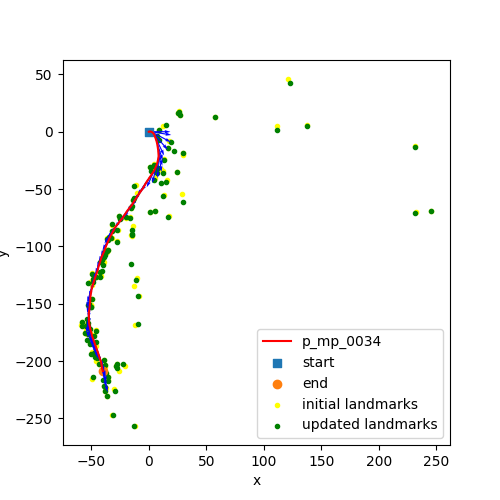 50
0
−50
−100
−150
−200
−250
y
−50
0
50
100
150
200
250
x
p_mp_0034
start
end
initial landmarks
updated landmarks